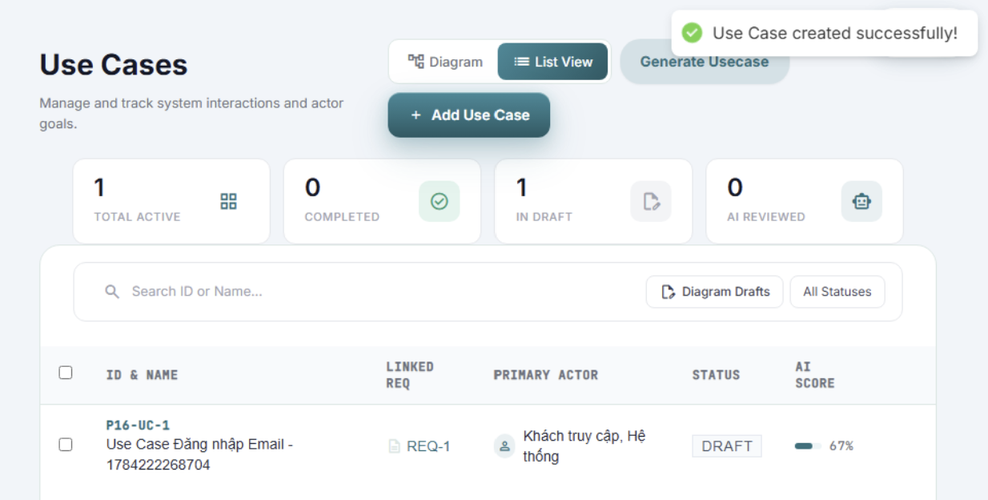 Use Case created successfully!
Use Cases
Diagram
List View
Generate Usecase
Manage and track system interactions and actor
goals.
+ Add Use Case
1
TOTAL ACTIVE
0
COMPLETED
1
IN DRAFT
0
AI REVIEWED
Search ID or Name...
Diagram Drafts
All Statuses
ID & NAME
LINKED
REQ
PRIMARY ACTOR
STATUS
AI
SCORE
P16-UC-1
Use Case Đăng nhập Email -
1784222268704
REQ-1
Khách truy cập, Hệ
thống
DRAFT
67%